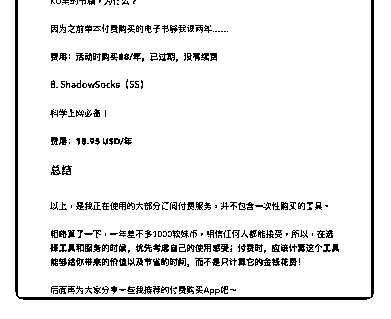 KU里的书籍，为什么？
因为之前单本付费购买的电子书够我读两年……
费用：活动时购买88/年，已过期，没有续费
8. ShadowSocks（SS）
科学上网必备！
费用：18.95 USD/年
总结
以上，是我正在使用的大部分订阅付费服务，并不包含一次性购买的工具。
粗略算了一下，一年差不多1000软妹币，相信任何人都能接受。所以，在选
择工具和服务的时候，优先考虑自己的使用感受；付费时，应该计算这个工具
能够给你带来的价值以及节省的时间，而不是只计算它的金钱花费！
后面再为大家分享一些我推荐的付费购买App吧～